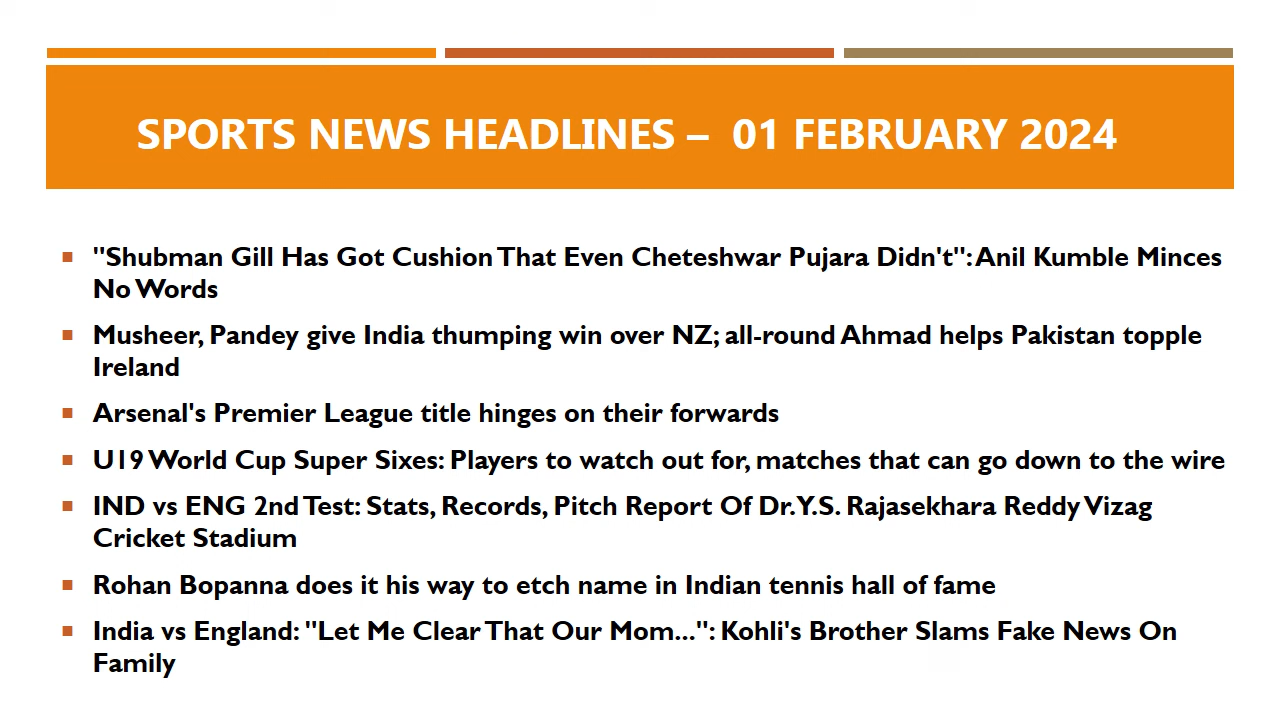 SPORTS NEWS HEADLINES – 01 FEBRUARY 2024
"Shubman Gill Has Got Cushion That Even Cheteshwar Pujara Didn't": Anil Kumble Minces
No Words
Musheer, Pandey give India thumping win over NZ; all-round Ahmad helps Pakistan topple
Ireland
Arsenal's Premier League title hinges on their forwards
U19 World Cup Super Sixes: Players to watch out for, matches that can go down to the wire
IND vs ENG 2nd Test: Stats, Records, Pitch Report Of Dr. Y.S. Rajasekhara Reddy Vizag
Cricket Stadium
Rohan Bopanna does it his way to etch name in Indian tennis hall of fame
India vs England: "Let Me Clear That Our Mom...": Kohli's Brother Slams Fake News On
Family